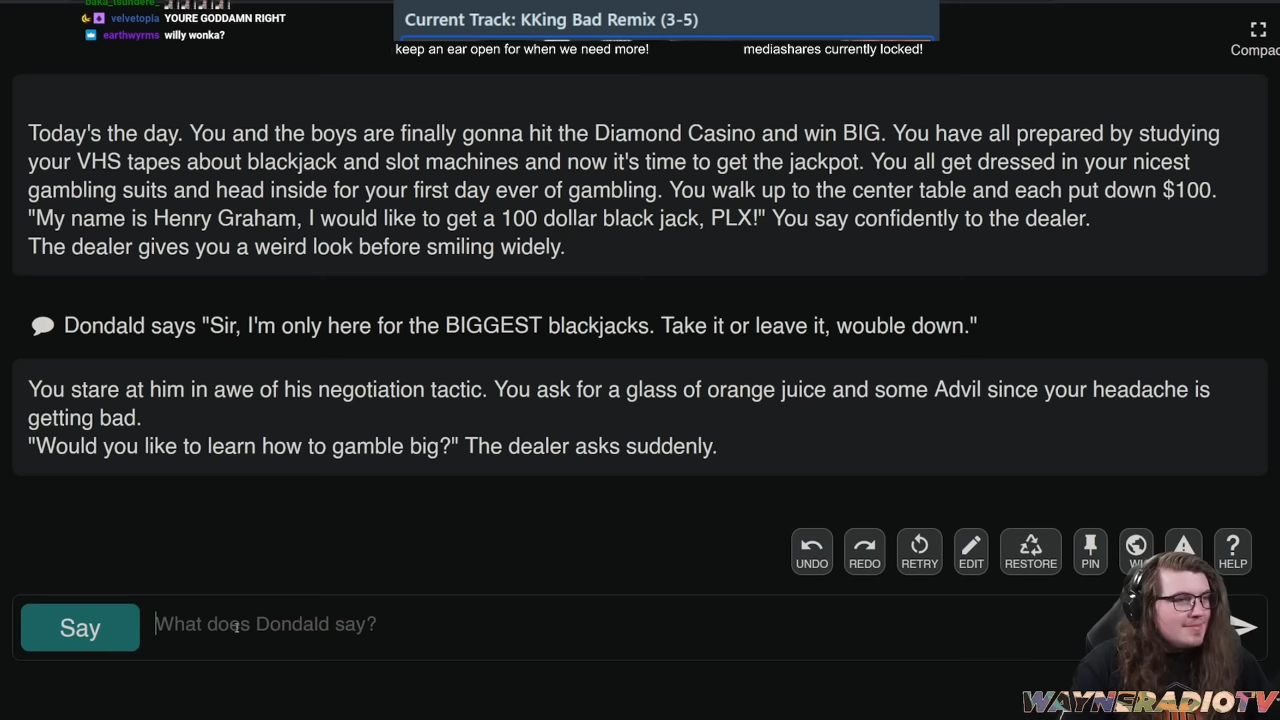 baka_tsundere_
velvetopia YOURE GODDAMN RIGHT
earthwyrms willy wonka?
Current Track: KKing Bad Remix (3-5)
keep an ear open for when we need more!
mediashares currently locked!
Compac
Today's the day. You and the boys are finally gonna hit the Diamond Casino and win BIG. You have all prepared by studying
your VHS tapes about blackjack and slot machines and now it's time to get the jackpot. You all get dressed in your nicest
gambling suits and head inside for your first day ever of gambling. You walk up to the center table and each put down $100.
"My name is Henry Graham, I would like to get a 100 dollar black jack, PLX!" You say confidently to the dealer.
The dealer gives you a weird look before smiling widely.
Dondald says "Sir, I'm only here for the BIGGEST blackjacks. Take it or leave it, wouble down."
You stare at him in awe of his negotiation tactic. You ask for a glass of orange juice and some Advil since your headache is
getting bad.
"Would you like to learn how to gamble big?" The dealer asks suddenly.
UNDO
REDO
RETRY
EDIT
RESTORE
PIN
HELP
Say
What does Dondald say?
WAYNERADIOTV